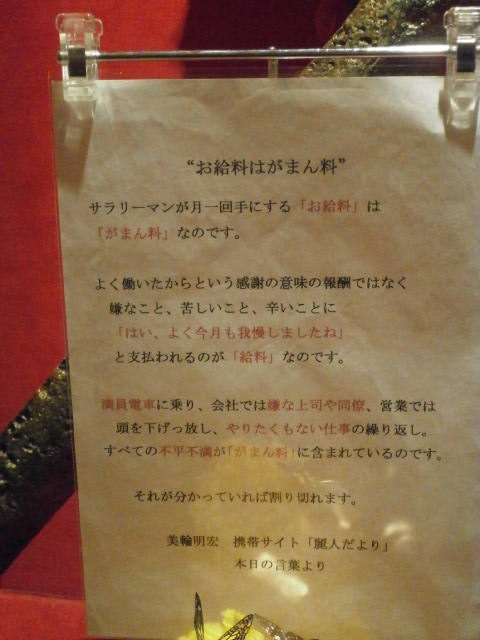 “お給料はがまん料”
サラリーマンが月一回手にする「お給料」は
「がまん料」なのです。
よく働いたからという感謝の意味の報酬ではなく
嫌なこと、苦しいこと、辛いことに
「はい、よく今月も我慢しましたね」
と支払われるのが「給料」なのです。
満員電車に乗り、会社では嫌な上司や同僚、営業では
頭を下げっ放し、やりたくもない仕事の繰り返し。
すべての不平不満が「がまん料」に含まれているのです。
それが分かっていれば割り切れます。
美輪明宏　携帯サイト「麗人だより」
本日の言葉より